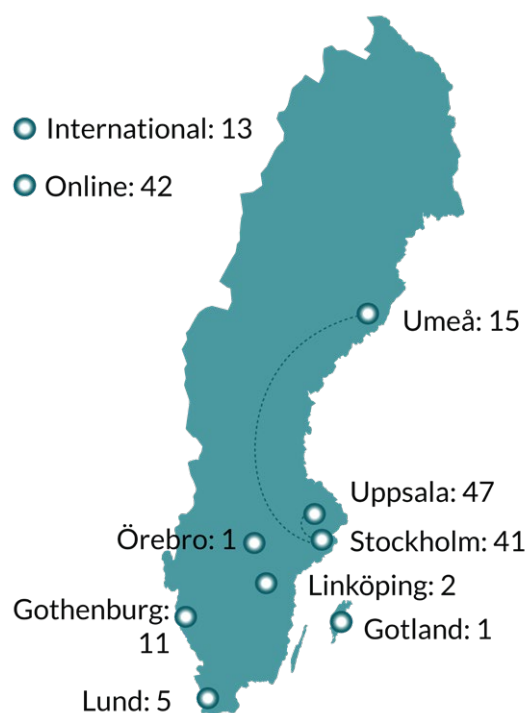 International: 13
Online: 42
Umeå: 15
Uppsala: 47
Örebro: 1
Stockholm: 41
Linköping: 2
Gothenburg:
11
Gotland: 1
Lund: 5